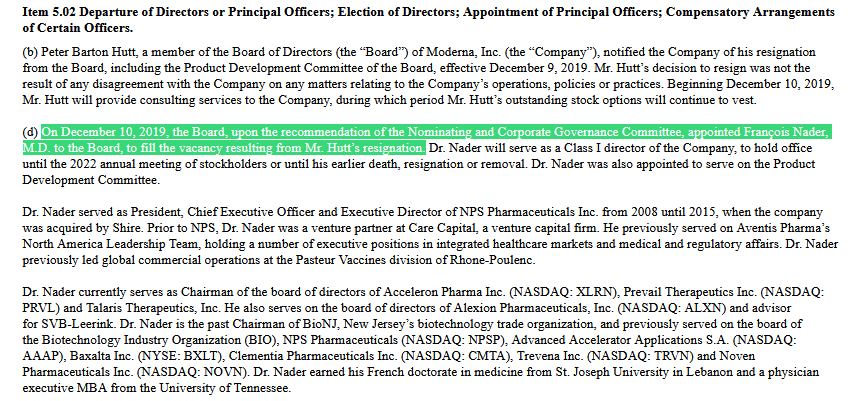 Item 5.02 Departure of Directors or Principal Officers; Election of Directors; Appointment of Principal Officers; Compensatory Arrangements
of Certain Officers.
(b) Peter Barton Hutt, a member of the Board of Directors (the “Board”) of Moderna, Inc. (the “Company”), notified the Company of his resignation
from the Board, including the Product Development Committee of the Board, effective December 9, 2019. Mr. Hutt’s decision to resign was not the
result of any disagreement with the Company on any matters relating to the Company’s operations, policies or practices. Beginning December 10, 2019,
Mr. Hutt will provide consulting services to the Company, during which period Mr. Hutt’s outstanding stock options will continue to vest.
(d) On December 10, 2019, the Board, upon the recommendation of the Nominating and Corporate Governance Committee, appointed François Nader,
M.D. to the Board, to fill the vacancy resulting from Mr. Hutt’s resignation. Dr. Nader will serve as a Class I director of the Company, to hold office
until the 2022 annual meeting of stockholders or until his earlier death, resignation or removal. Dr. Nader was also appointed to serve on the Product
Development Committee.
Dr. Nader served as President, Chief Executive Officer and Executive Director of NPS Pharmaceuticals Inc. from 2008 until 2015, when the company
was acquired by Shire. Prior to NPS, Dr. Nader was a venture partner at Care Capital, a venture capital firm. He previously served on Aventis Pharma’s
North America Leadership Team, holding a number of executive positions in integrated healthcare markets and medical and regulatory affairs. Dr. Nader
previously led global commercial operations at the Pasteur Vaccines division of Rhone-Poulenc.
Dr. Nader currently serves as Chairman of the board of directors of Acceleron Pharma Inc. (NASDAQ: XLRN), Prevail Therapeutics Inc. (NASDAQ:
PRVL) and Talaris Therapeutics, Inc. He also serves on the board of directors of Alexion Pharmaceuticals, Inc. (NASDAQ: ALXN) and advisor
for SVB-Leerink. Dr. Nader is the past Chairman of BioNJ, New Jersey’s biotechnology trade organization, and previously served on the board of
the Biotechnology Industry Organization (BIO), NPS Pharmaceuticals (NASDAQ: NPSP), Advanced Accelerator Applications S.A. (NASDAQ:
AAAP), Baxalta Inc. (NYSE: BXLT), Clementia Pharmaceuticals Inc. (NASDAQ: CMTA), Trevena Inc. (NASDAQ: TRVN) and Noven
Pharmaceuticals Inc. (NASDAQ: NOVN). Dr. Nader earned his French doctorate in medicine from St. Joseph University in Lebanon and a physician
executive MBA from the University of Tennessee.